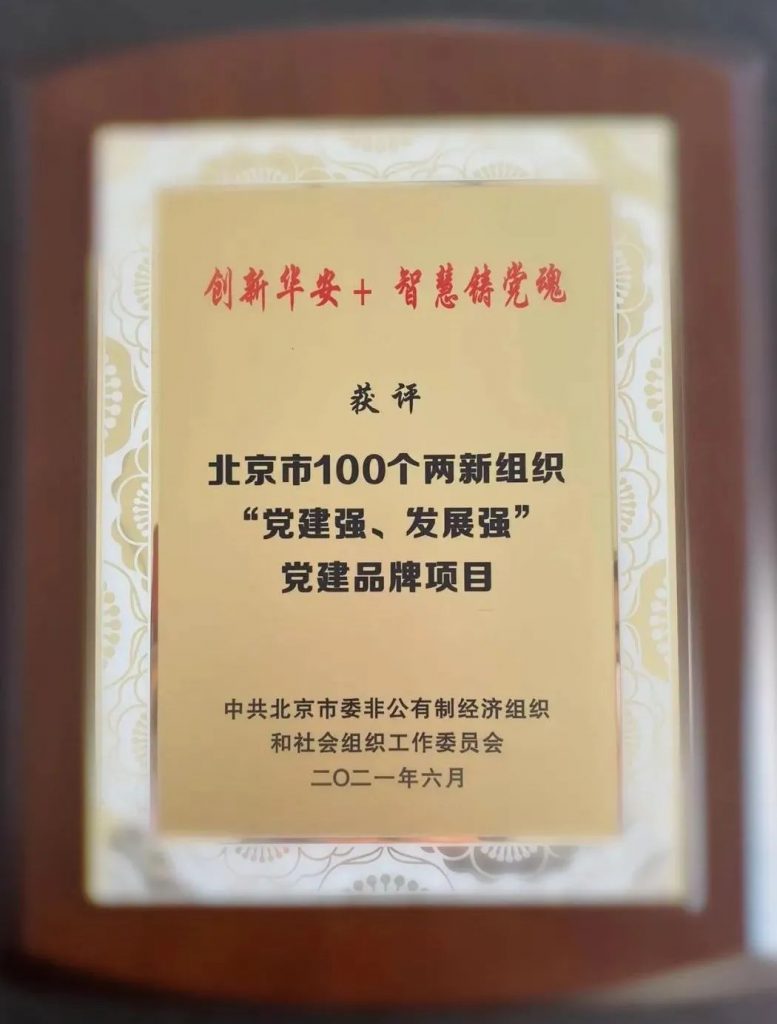 创新华安+ 智慧铸党魂
获评
北京市100个两新组织
“党建强、发展强”
党建品牌项目
中共北京市委非公有制经济组织
和社会组织工作委员会
二〇二一年六月